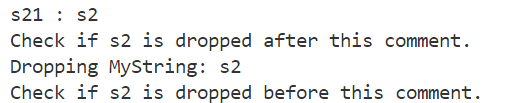 s21 : s2
Check if s2 is dropped after this comment.
Dropping MyString: s2
Check if s2 is dropped before this comment.